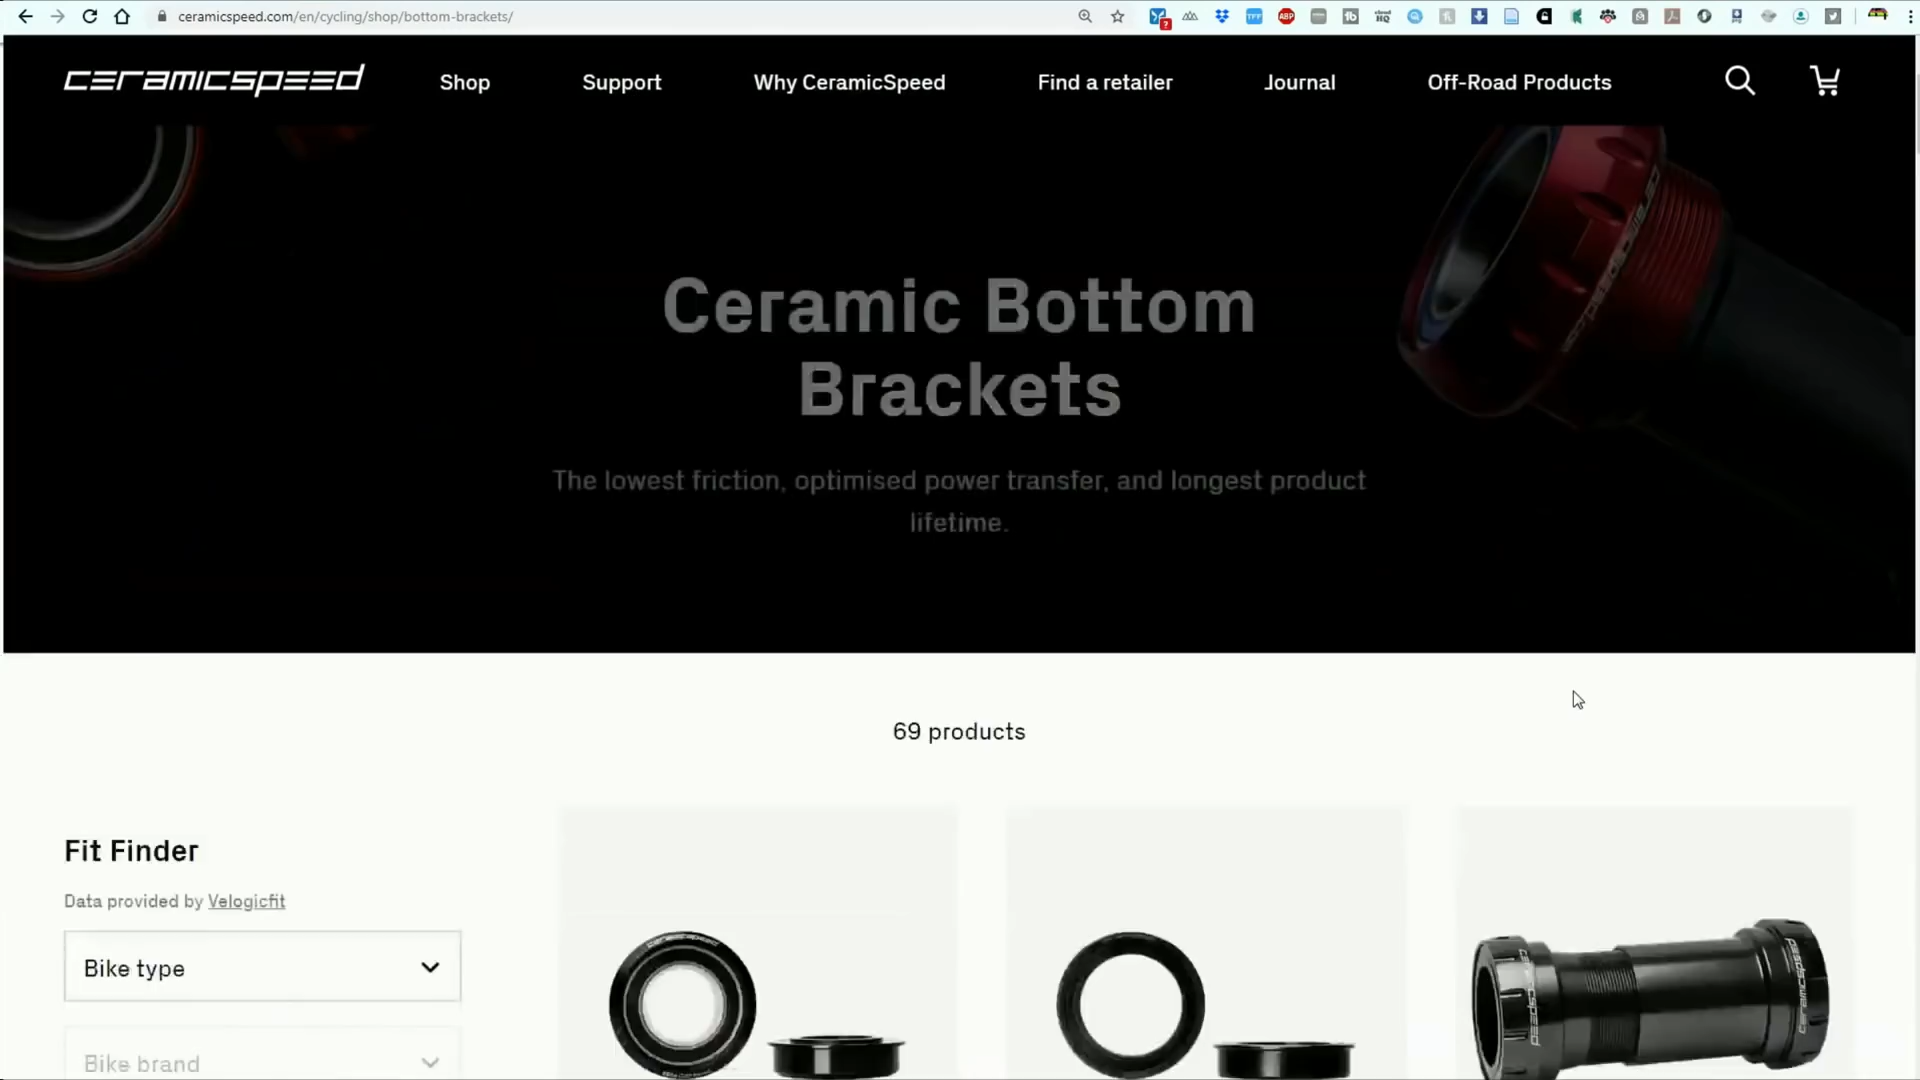 ceramicspeed.com/en/cycling/shop/bottom-brackets/
ceramicspeed
Shop
Support
Why CeramicSpeed
Find a retailer
Journal
Off-Road Products
Ceramic Bottom
Brackets
The lowest friction, optimised power transfer, and longest product
lifetime.
69 products
Fit Finder
Data provided by Velogicfit
Bike type
Bike brand
ceramicspeed
ceramicspeed